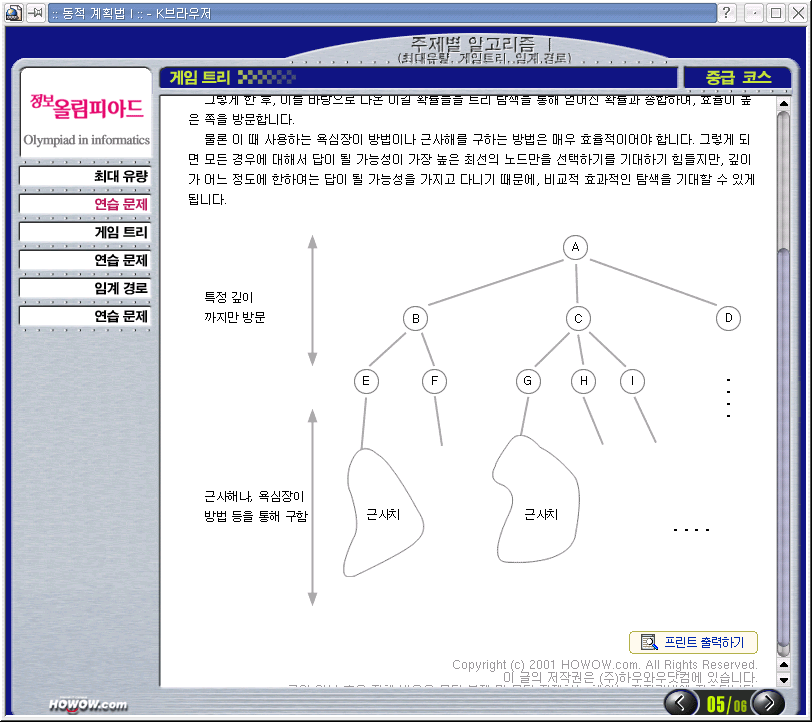 :: 동적 계획법 I :: - K브라우저
주제별 알고리즘 I
(최대유량, 게임트리, 임계,경로)
게임 트리
중급 코스
정보올림피아드
Olympiad in informatics
최대 유량
연습 문제
게임 트리
연습 문제
임계 경로
연습 문제
그렇게 한 후, 이를 바탕으로 나온 이길 확률들을 트리 탐색을 통해 얻어진 확률과 종합하여, 효율이 높
은 쪽을 방문합니다.
물론 이 때 사용하는 욕심장이 방법이나 근사해를 구하는 방법은 매우 효율적이어야 합니다. 그렇게 되
면 모든 경우에 대해서 답이 될 가능성이 가장 높은 최선의 노드만을 선택하기를 기대하기 힘들지만, 깊이
가 어느 정도에 한하여는 답이 될 가능성을 가지고 다니기 때문에, 비교적 효과적인 탐색을 기대할 수 있게
됩니다.
A
특정 깊이
까지만 방문
B
C
D
E
F
G
H
I
근사해나, 욕심장이
방법 등을 통해 구함
근사치
근사치
프린트 출력하기
Copyright (c) 2001 HOWOW.com. All Rights Reserved.
이 글의 저작권은 (주)하우와우닷컴에 있습니다.
HOWOW.com
05/06